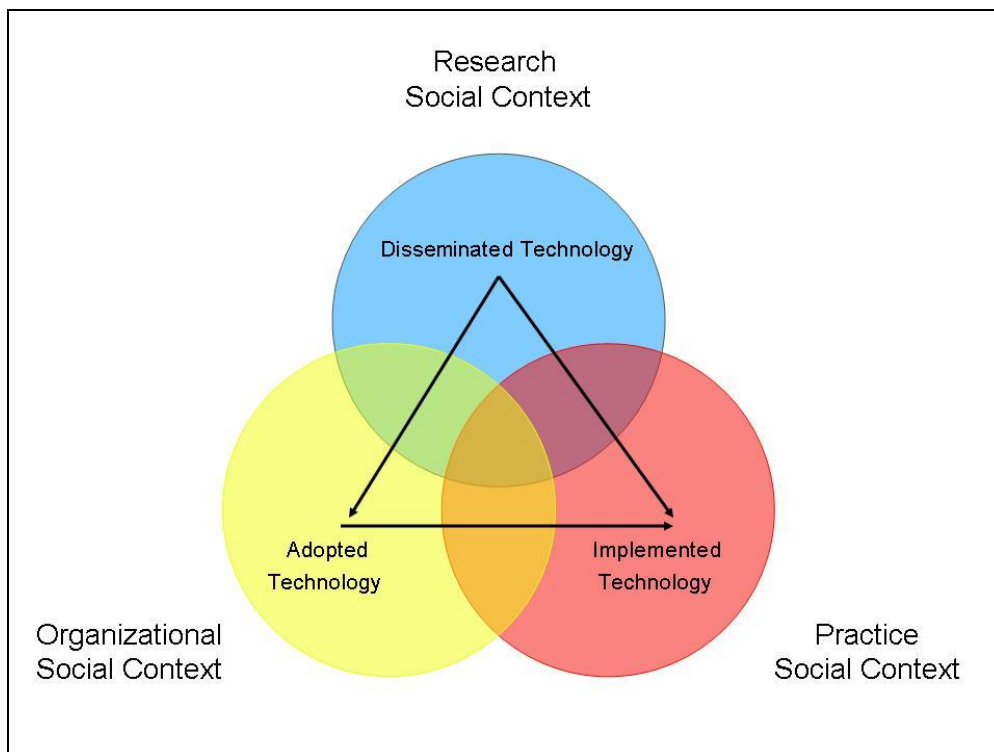 Research
Social Context
Disseminated Technology
Adopted
Technology
Implemented
Technology
Organizational
Social Context
Practice
Social Context